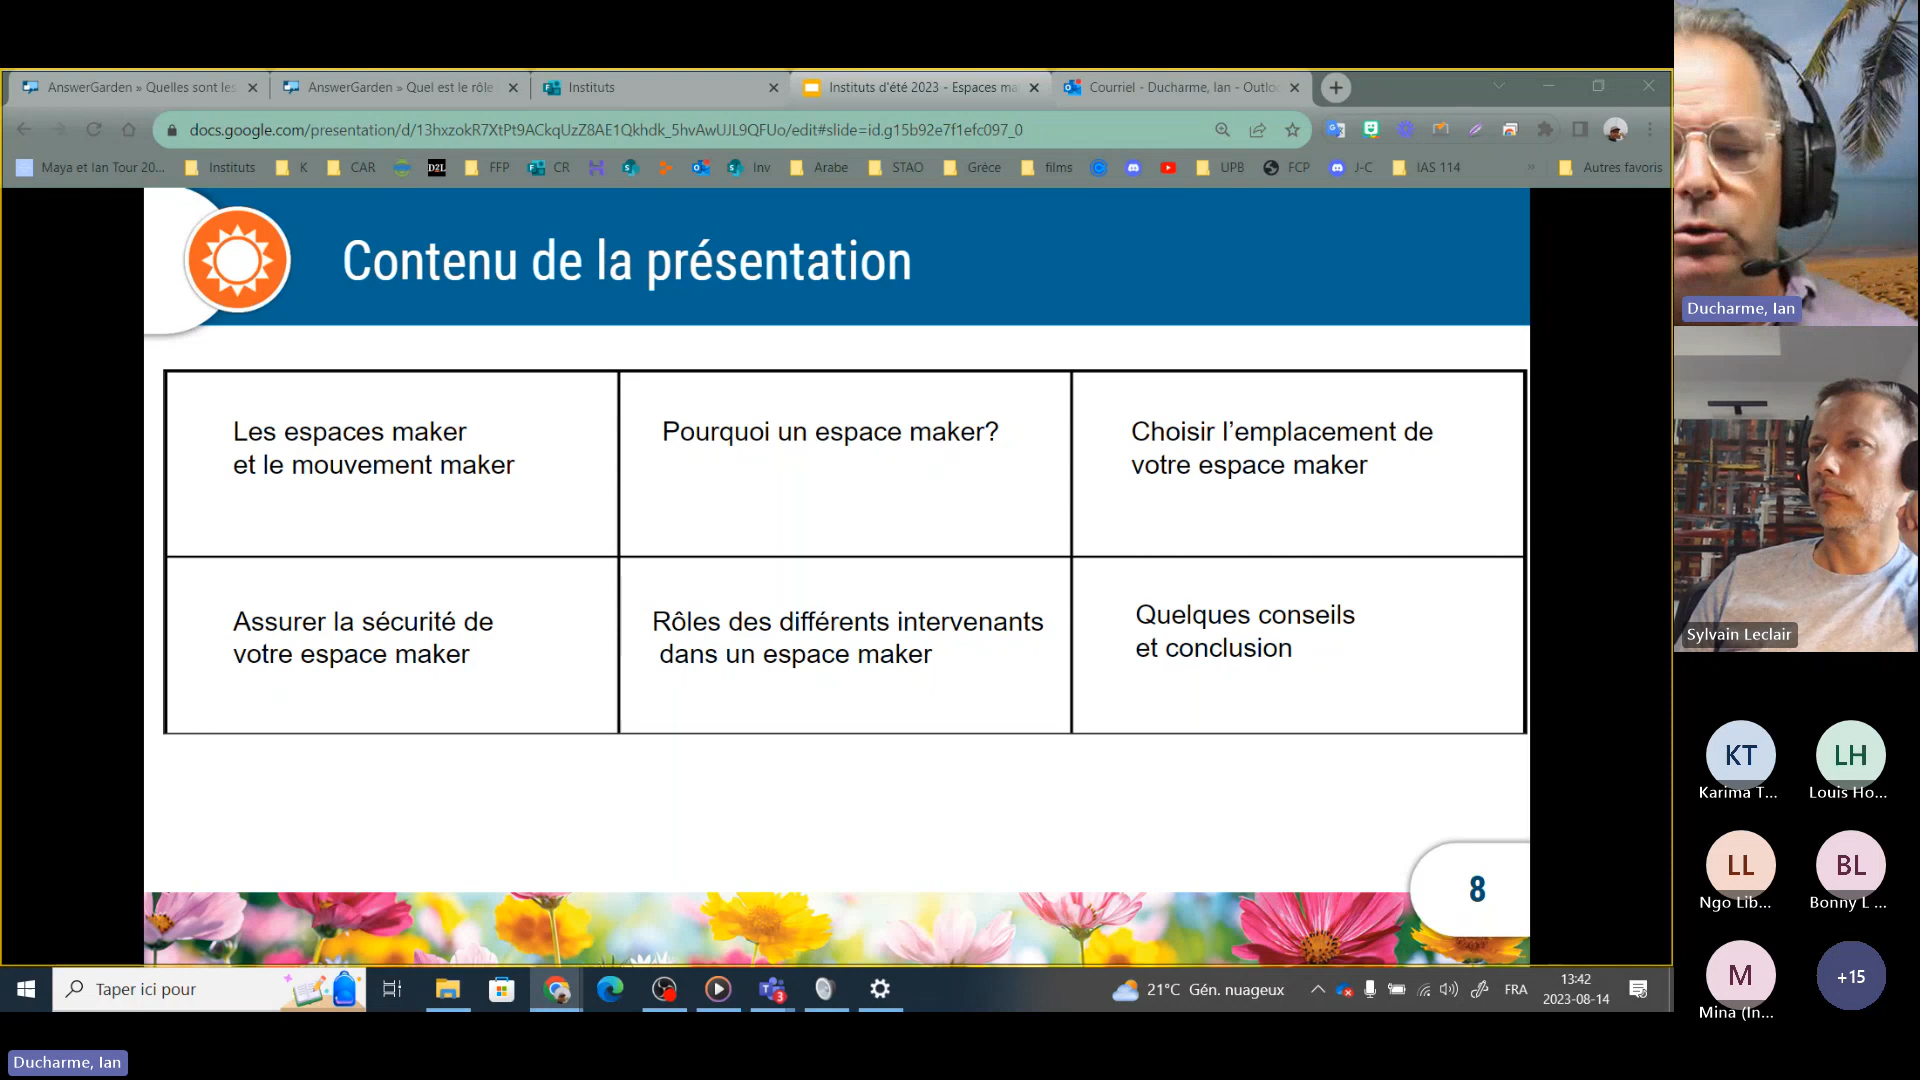 AnswerGarden » Quelles sont les
AnswerGarden » Quel est le rôle
Instituts
Instituts d'été 2023 - Espaces ma
Courriel - Ducharme, Ian - Outlo
docs.google.com/presentation/d/13hxzokR7XtPt9ACkqUzZ8AE1Qkhdk_5hvAwUJL9QFUo/edit#slide=id.g15b92e7f1efc097_0
Maya et Ian Tour 20...
Instituts
K
CAR
D2L
FFP
CR
Inv
Arabe
STAO
Grèce
films
UPB
FCP
J-C
IAS 114
»
Autres favoris
Contenu de la présentation
Les espaces maker
et le mouvement maker
Pourquoi un espace maker?
Choisir l’emplacement de
votre espace maker
Assurer la sécurité de
votre espace maker
Rôles des différents intervenants
dans un espace maker
Quelques conseils
et conclusion
8
Taper ici pour
3
21°C Gén. nuageux
FRA
13:42
2023-08-14
Ducharme, Ian
Sylvain Leclair
KT
Karima T...
LH
Louis Ho...
LL
Ngo Lib...
BL
Bonny L ...
M
Mina (In...
+15
Ducharme, Ian